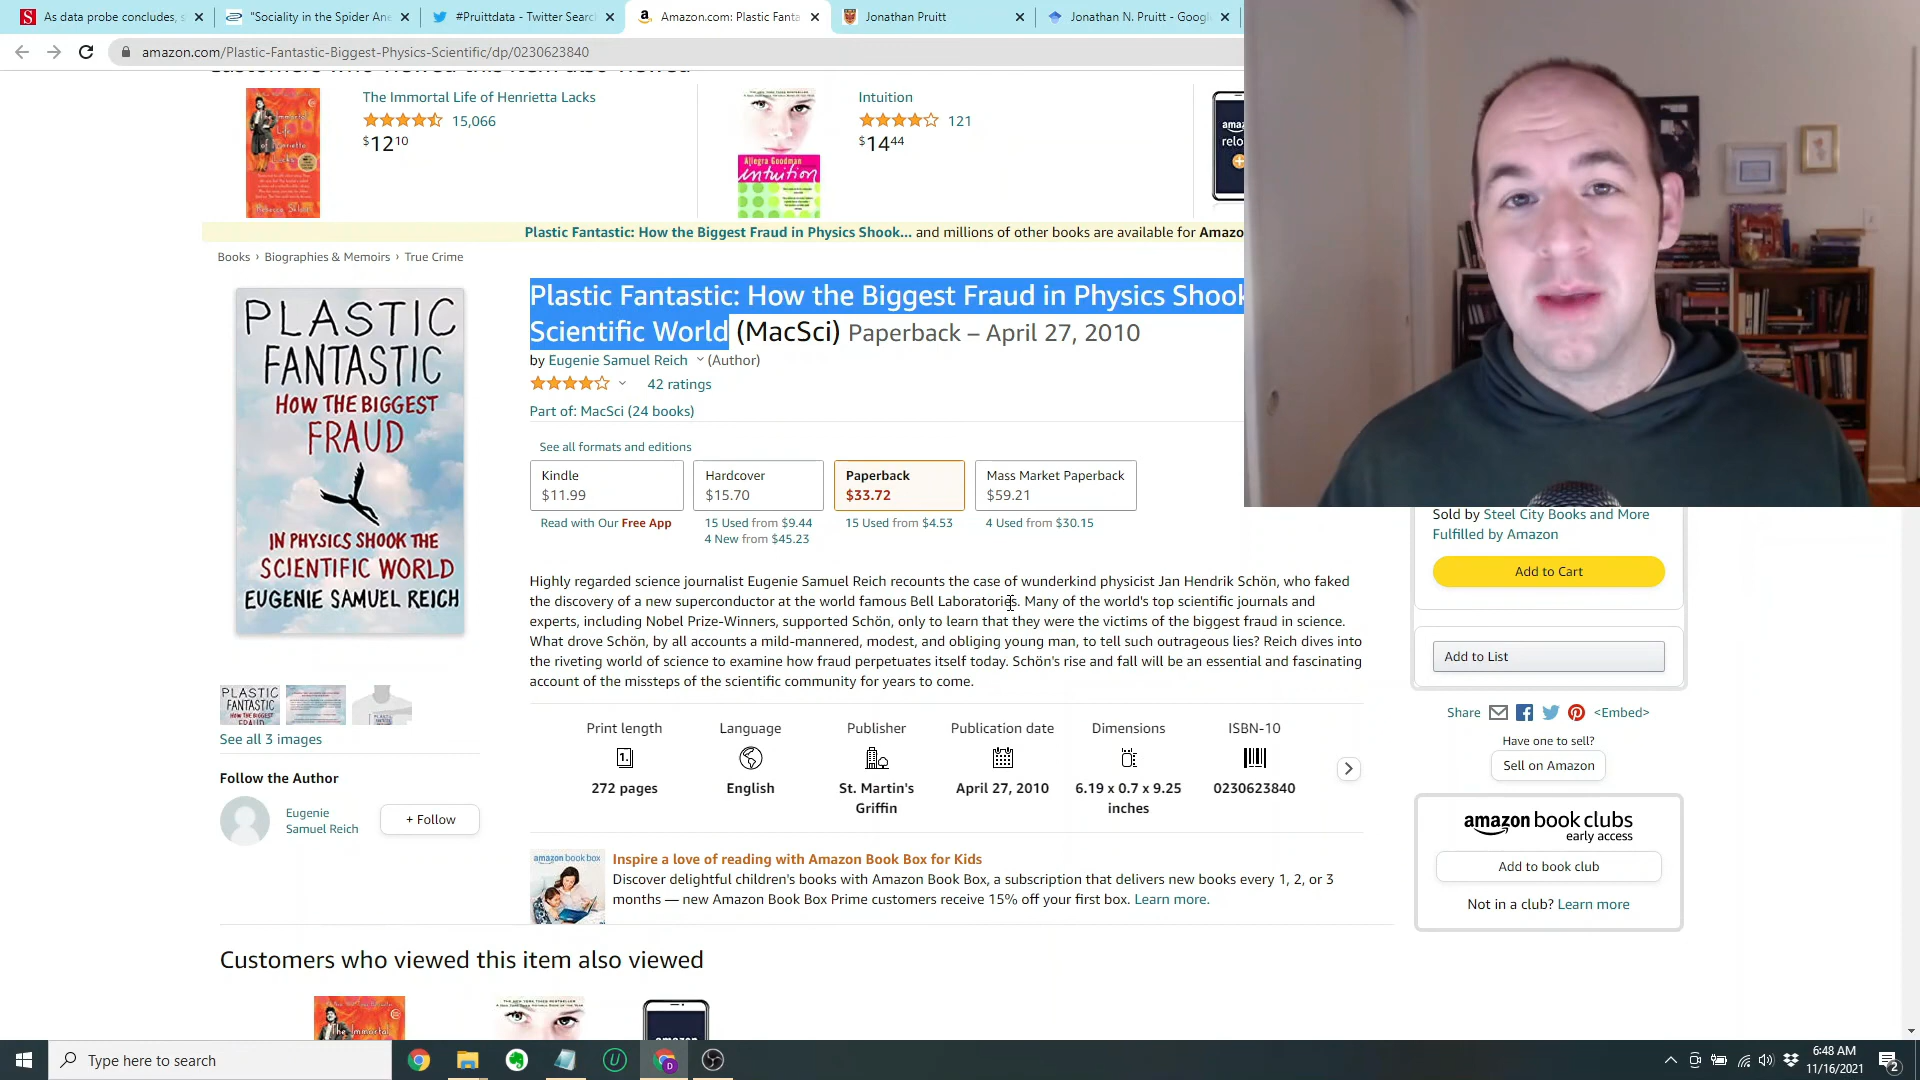 As data probe concludes, s
"Sociality in the Spider Ane
#Pruittdata - Twitter Searc
Amazon.com: Plastic Fanta
Jonathan Pruitt
Jonathan N. Pruitt - Googl
amazon.com/Plastic-Fantastic-Biggest-Physics-Scientific/dp/0230623840
Customers who viewed this item also viewed
The Immortal Life of Henrietta Lacks
15,066
$12 10
Intuition
121
$14 44
Allegra Goodman
intuition
Plastic Fantastic: How the Biggest Fraud in Physics Shook... and millions of other books are available for Amazo
Books › Biographies & Memoirs › True Crime
PLASTIC
FANTASTIC
HOW THE BIGGEST
FRAUD
IN PHYSICS SHOOK THE
SCIENTIFIC WORLD
EUGENIE SAMUEL REICH
Plastic Fantastic: How the Biggest Fraud in Physics Shook
Scientific World (MacSci) Paperback – April 27, 2010
by Eugenie Samuel Reich (Author)
42 ratings
Part of: MacSci (24 books)
See all formats and editions
Kindle
$11.99
Hardcover
$15.70
Paperback
$33.72
Mass Market Paperback
$59.21
Read with Our Free App
15 Used from $9.44
4 New from $45.23
15 Used from $4.53
4 Used from $30.15
Highly regarded science journalist Eugenie Samuel Reich recounts the case of wunderkind physicist Jan Hendrik Schön, who faked
the discovery of a new superconductor at the world famous Bell Laboratories. Many of the world's top scientific journals and
experts, including Nobel Prize-Winners, supported Schön, only to learn that they were the victims of the biggest fraud in science.
What drove Schön, by all accounts a mild-mannered, modest, and obliging young man, to tell such outrageous lies? Reich dives into
the riveting world of science to examine how fraud perpetuates itself today. Schön's rise and fall will be an essential and fascinating
account of the missteps of the scientific community for years to come.
Print length
272 pages
Language
English
Publisher
St. Martin's
Griffin
Publication date
April 27, 2010
Dimensions
6.19 x 0.7 x 9.25
inches
ISBN-10
0230623840
PLASTIC
FANTASTIC
See all 3 images
Follow the Author
Eugenie
Samuel Reich
+ Follow
Sold by Steel City Books and More
Fulfilled by Amazon
Add to Cart
Add to List
Share
<Embed>
Have one to sell?
Sell on Amazon
amazon book clubs
early access
Add to book club
Not in a club? Learn more
amazon book box
Inspire a love of reading with Amazon Book Box for Kids
Discover delightful children's books with Amazon Book Box, a subscription that delivers new books every 1, 2, or 3
months — new Amazon Book Box Prime customers receive 15% off your first box. Learn more.
Customers who viewed this item also viewed
The Immortal
Type here to search
6:48 AM
11/16/2021
2